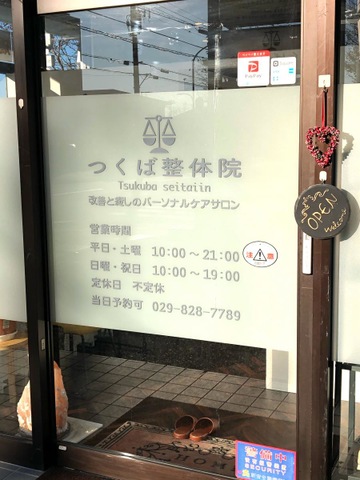 PayPay
つくば整体院
Tsukuba seitaiin
改善と癒しのパーソナルケアサロン
営業時間
平日・土曜 10:00～21:00
日曜・祝日 10:00～19:00
定休日 不定休
当日予約可 029-828-7789
注 意
OPEN
Welcome
警備中
SECURITY